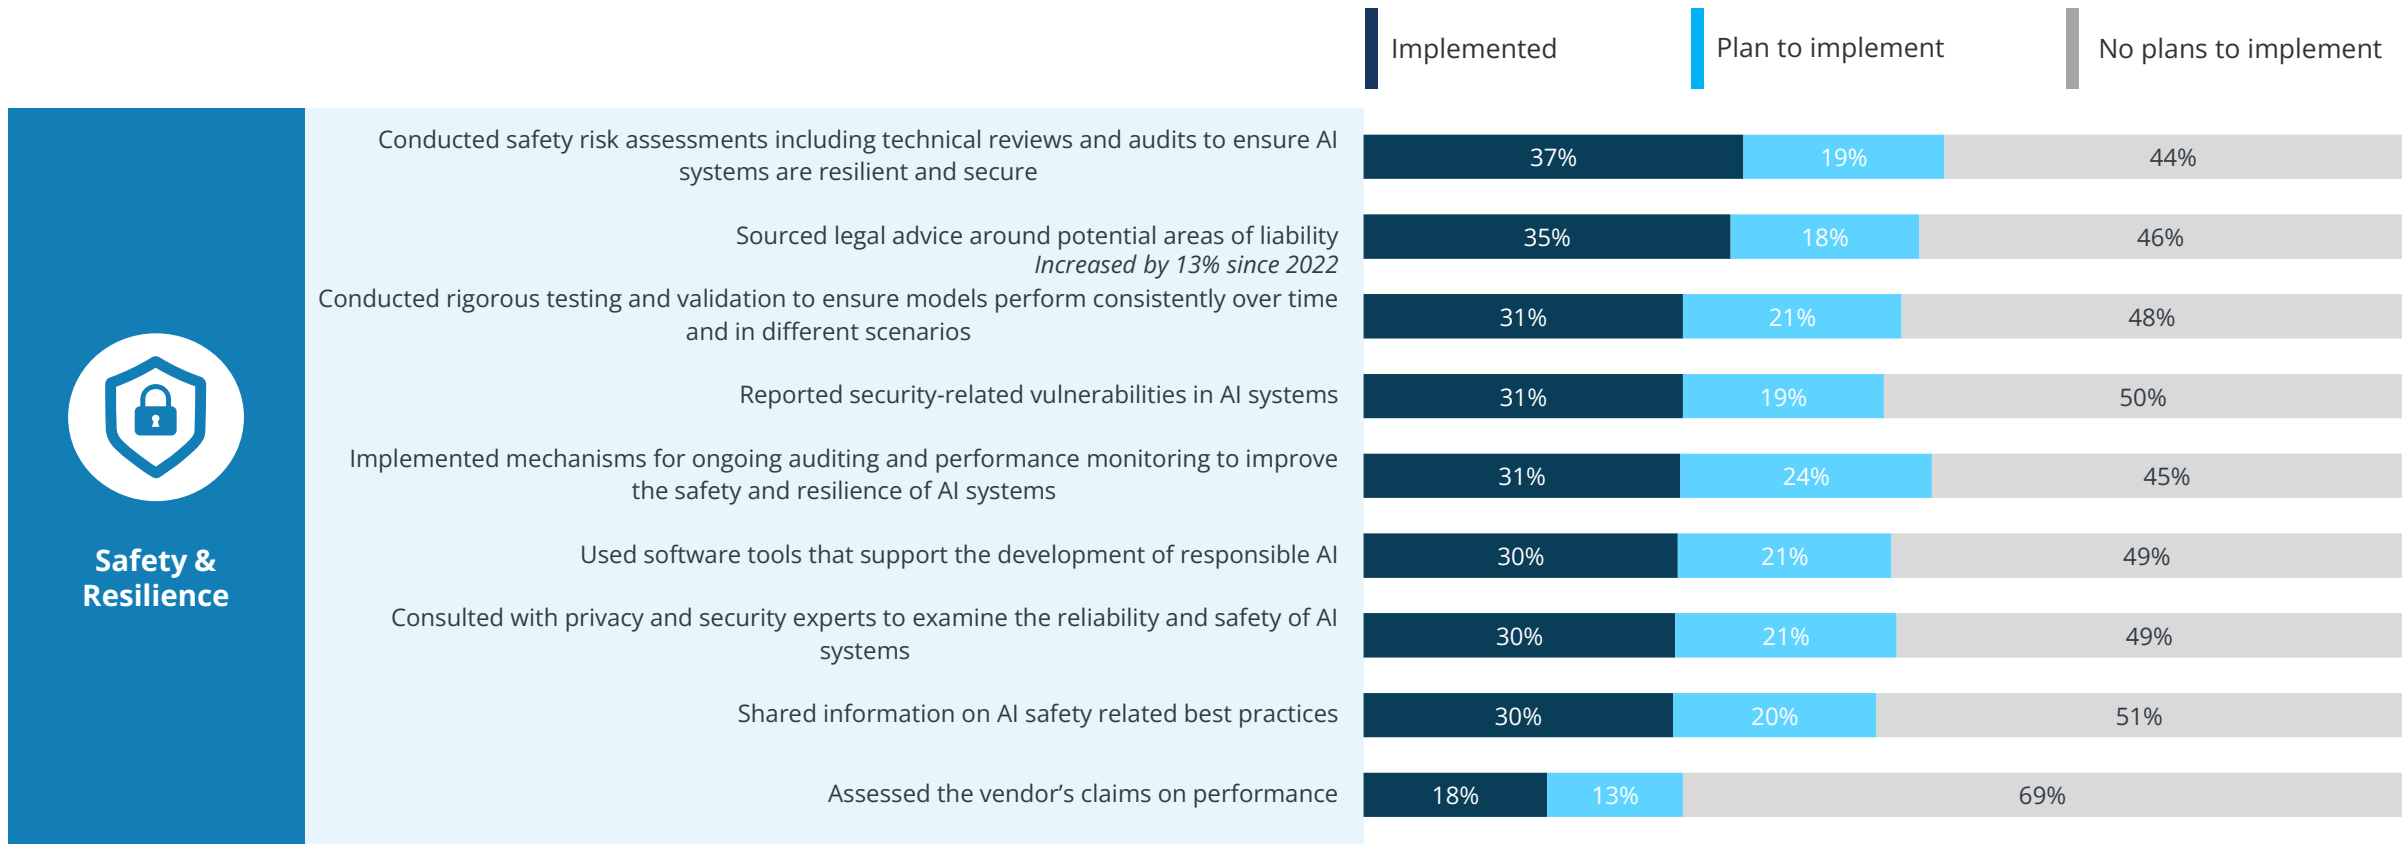 Implemented
Plan to implement
No plans to implement
Safety &
Resilience
Conducted safety risk assessments including technical reviews and audits to ensure AI
systems are resilient and secure
37%
19%
44%
Sourced legal advice around potential areas of liability
Increased by 13% since 2022
35%
18%
46%
Conducted rigorous testing and validation to ensure models perform consistently over time
and in different scenarios
31%
21%
48%
Reported security-related vulnerabilities in AI systems
31%
19%
50%
Implemented mechanisms for ongoing auditing and performance monitoring to improve
the safety and resilience of AI systems
31%
24%
45%
Used software tools that support the development of responsible AI
30%
21%
49%
Consulted with privacy and security experts to examine the reliability and safety of AI
systems
30%
21%
49%
Shared information on AI safety related best practices
30%
20%
51%
Assessed the vendor’s claims on performance
18%
13%
69%